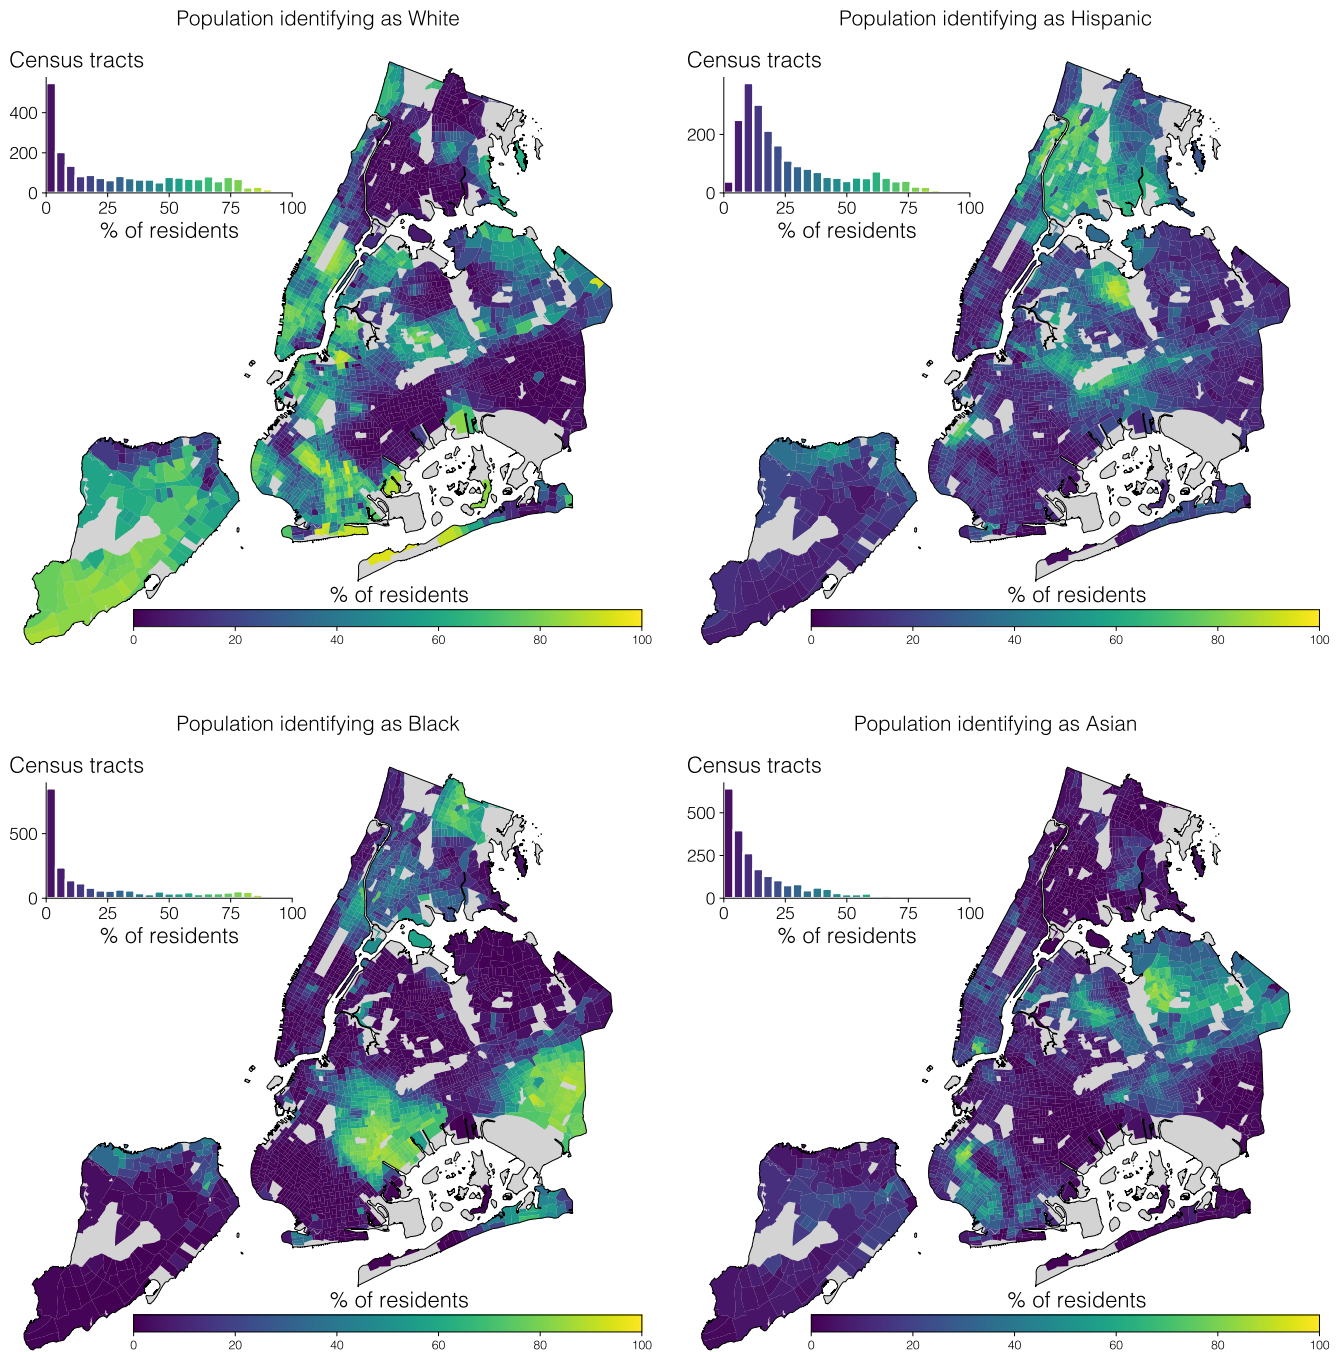 Population identifying as White
Census tracts
400
200
0
0 25 50 75 100
% of residents
% of residents
0 20 40 60 80 100
Population identifying as Hispanic
Census tracts
200
0
0 25 50 75 100
% of residents
% of residents
0 20 40 60 80 100
Population identifying as Black
Census tracts
500
0
0 25 50 75 100
% of residents
% of residents
0 20 40 60 80 100
Population identifying as Asian
Census tracts
500
250
0
0 25 50 75 100
% of residents
% of residents
0 20 40 60 80 100